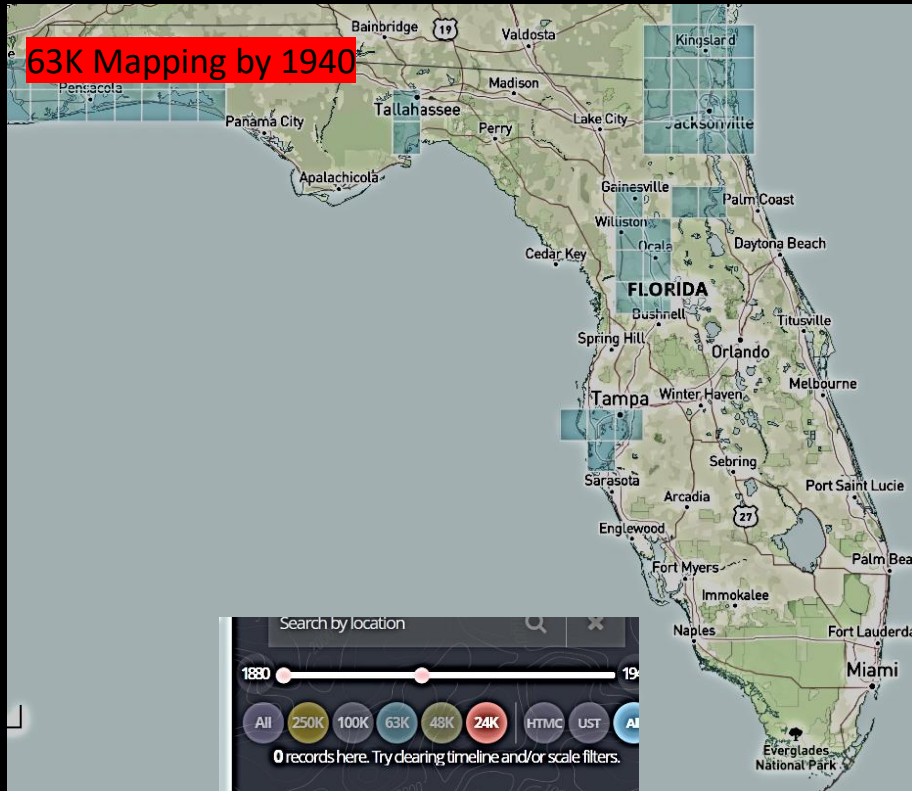 Bainbridge
19
Valdosta
Kingsland
63K Mapping by 1940
Pensacola
Madison
Tallahassee
Jacksonville
Panama City
Perry
Lake City
Apalachicola
Gainesville
Palm Coast
Williston
Ocala
Daytona Beach
Cedar Key
FLORIDA
Bushnell
Titusville
Spring Hill
Orlando
Melbourne
Tampa
Winter Haven
Sebring
Sarasota
Port Saint Lucie
Arcadia
27
Englewood
Palm Bea
Fort Myers
Immokalee
Naples
Fort Lauderda
Miami
Everglades
National Park
Search by location
1880
194
All 250K 100K 63K 48K 24K HTMC UST Al
0 records here. Try clearing timeline and/or scale filters.